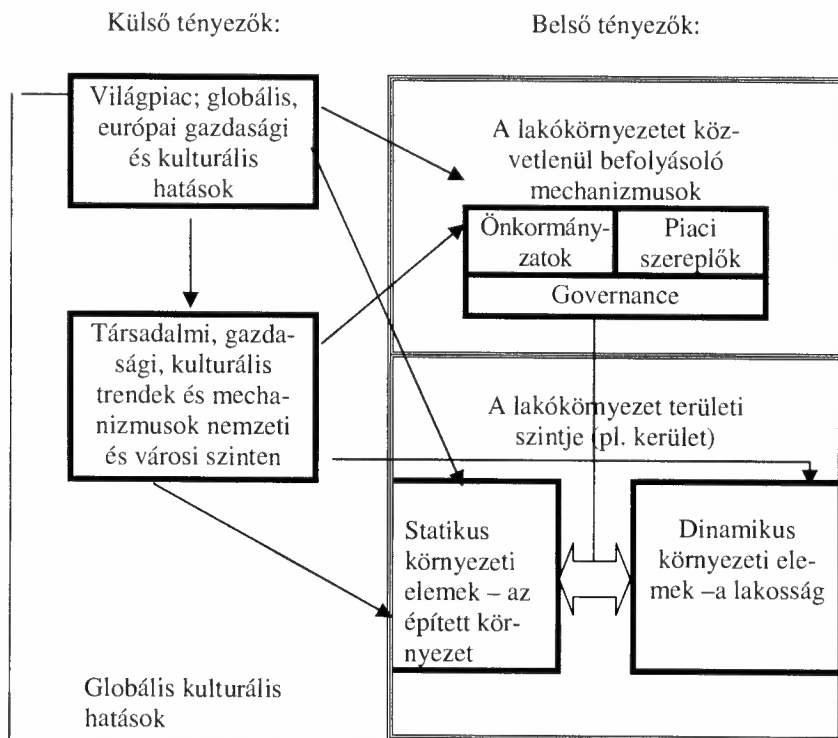 Külső tényezők:
Belső tényezők:
Világpiac; globális,
európai gazdasági
és kulturális
hatások
A lakókörnyezetet köz-
vetlenül befolyásoló
mechanizmusok
Önkormány-
zatok
Piaci
szereplők
Governance
Társadalmi, gazda-
sági, kulturális
trendek és mecha-
nizmusok nemzeti
és városi szinten
A lakókörnyezet területi
szintje (pl. kerület)
Statikus
környezeti
elemek – az
épített kör-
nyezet
Dinamikus
környezeti ele-
mek –a lakosság
Globális kulturális
hatások